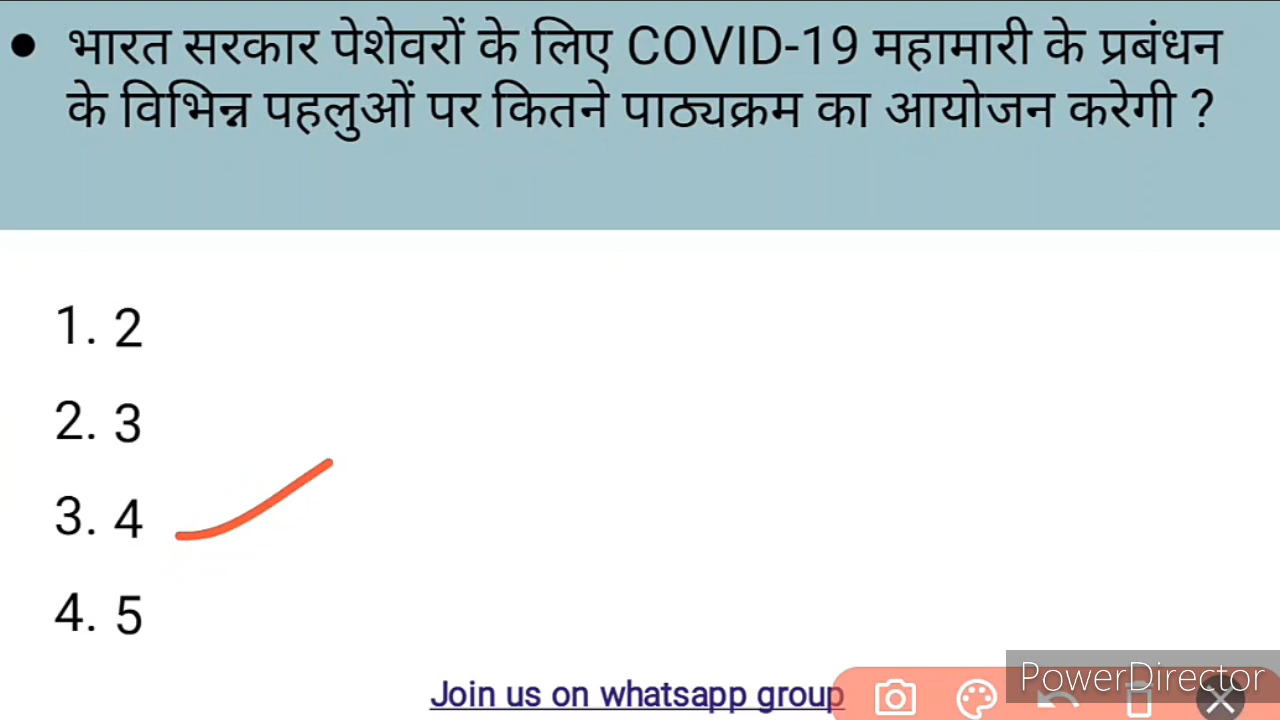 • भारत सरकार पेशेवरों के लिए COVID-19 महामारी के प्रबंधन
के विभिन्न पहलुओं पर कितने पाठ्यक्रम का आयोजन करेगी ?
1. 2
2. 3
3. 4
4. 5
Join us on whatsapp group
PowerDirector